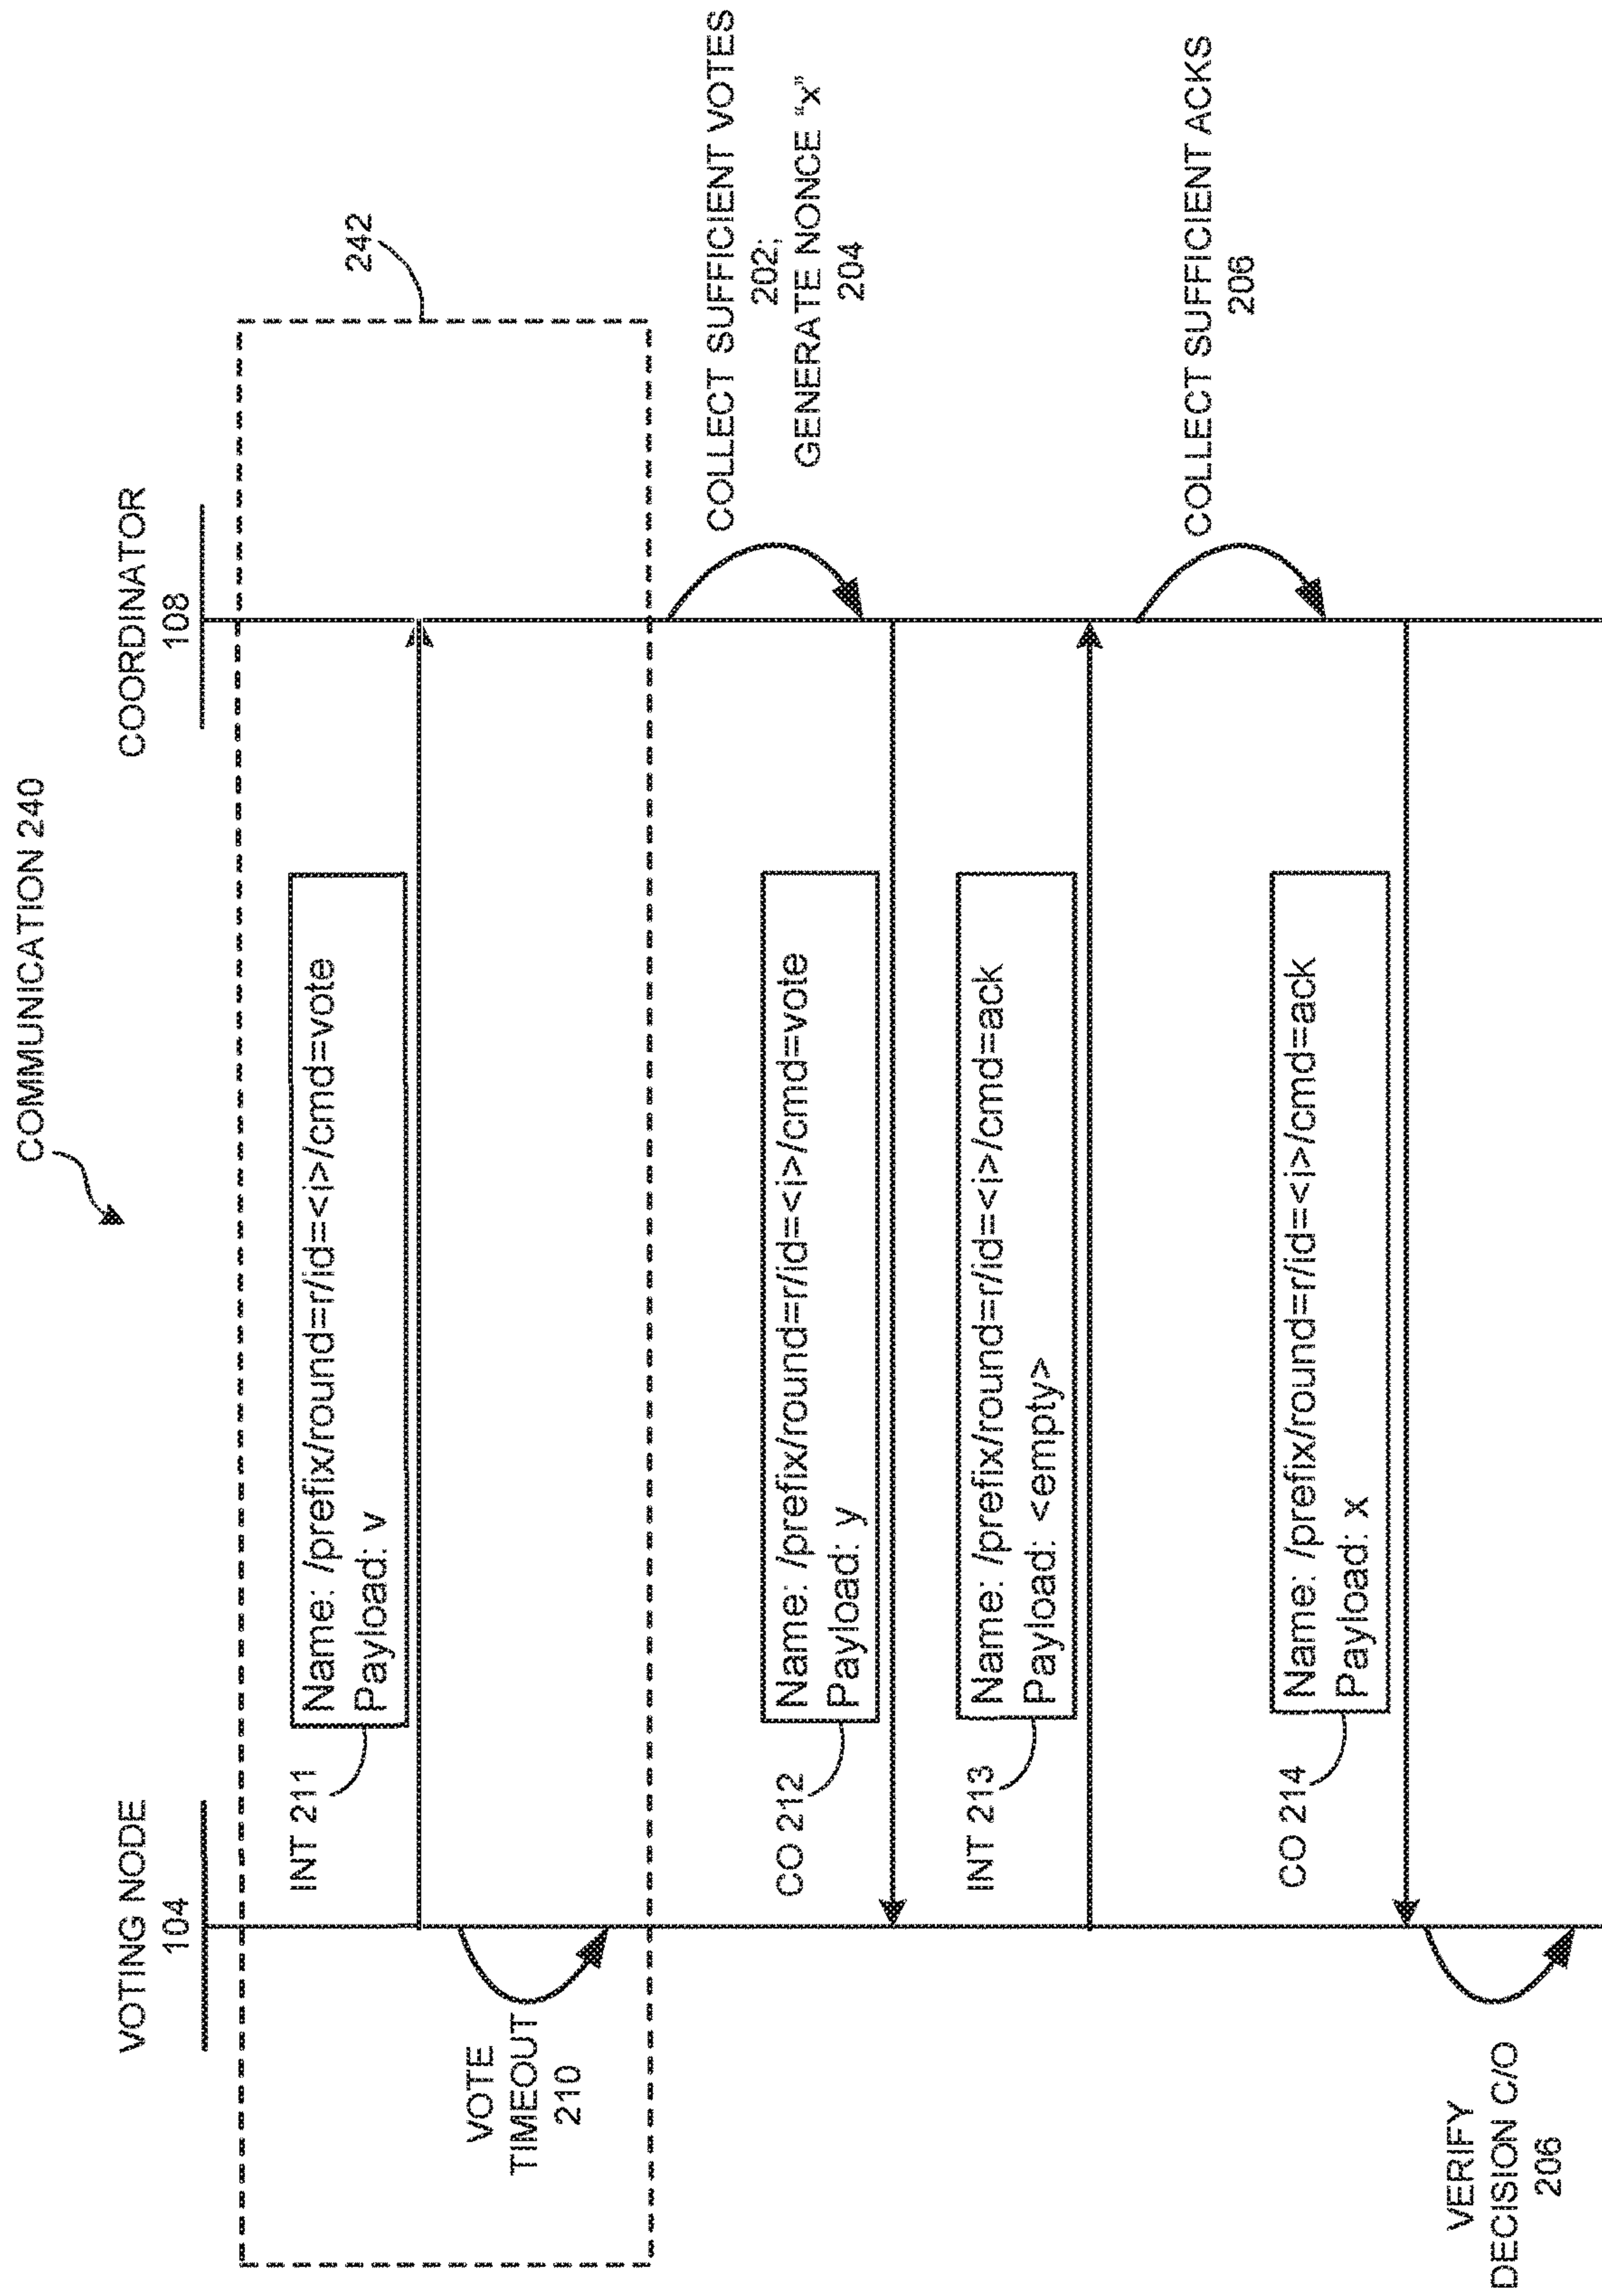 COMMUNICATION 240
VOTING NODE
104
COORDINATOR
108
242
INT 211
Name: /prefix/round=r/id=<i>/cmd=vote
Payload: v
VOTE
TIMEOUT
210
COLLECT SUFFICIENT VOTES
202;
GENERATE NONCE “x”
204
CO 212
Name: /prefix/round=r/id=<i>/cmd=vote
Payload: y
INT 213
Name: /prefix/round=r/id=<i>/cmd=ack
Payload: <empty>
COLLECT SUFFICIENT ACKS
206
CO 214
Name: /prefix/round=r/id=<i>/cmd=ack
Payload: x
VERIFY
DECISION C/O
206